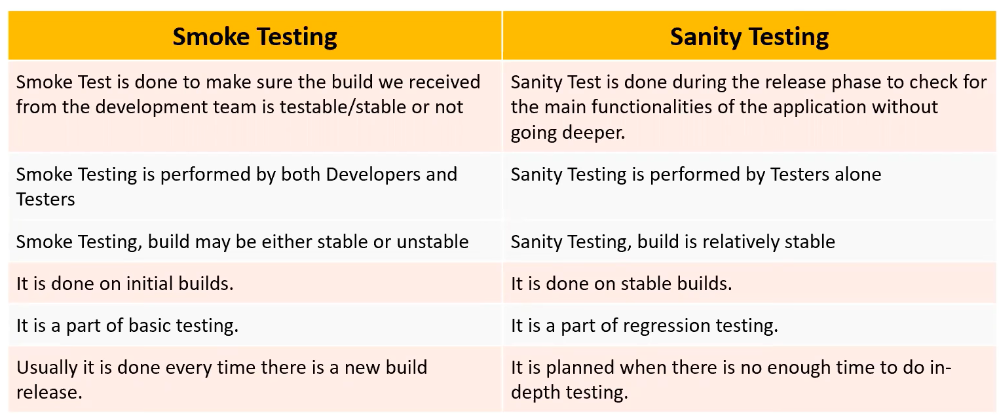 Smoke Testing
Sanity Testing
Smoke Test is done to make sure the build we received
from the development team is testable/stable or not
Sanity Test is done during the release phase to check for
the main functionalities of the application without
going deeper.
Smoke Testing is performed by both Developers and
Testers
Sanity Testing is performed by Testers alone
Smoke Testing, build may be either stable or unstable
Sanity Testing, build is relatively stable
It is done on initial builds.
It is done on stable builds.
It is a part of basic testing.
It is a part of regression testing.
Usually it is done every time there is a new build
release.
It is planned when there is no enough time to do in-
depth testing.